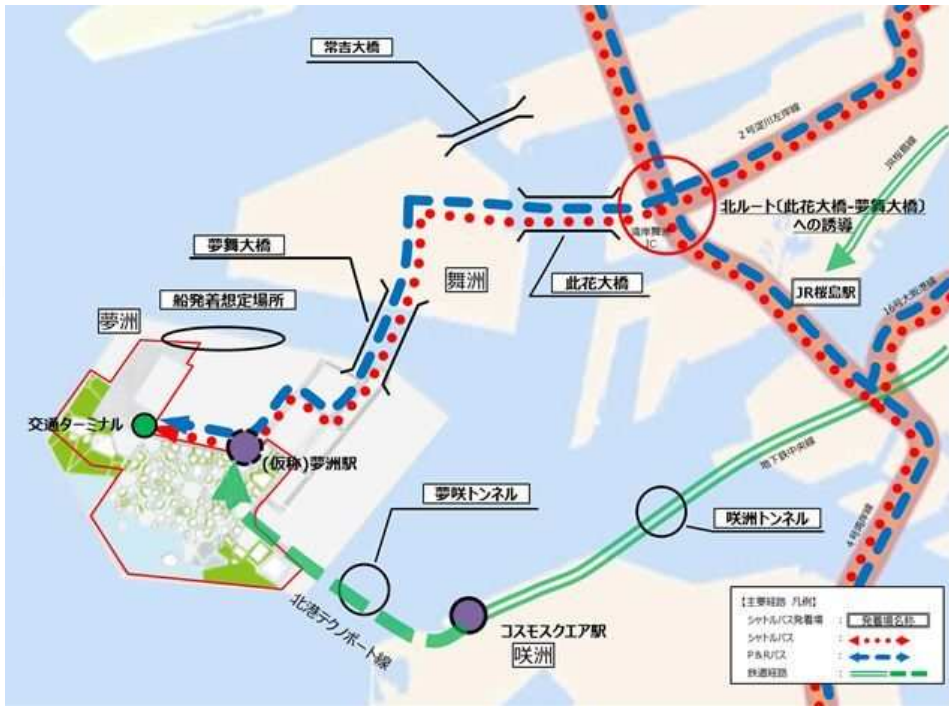 常吉大橋
2号淀川左岸線
JR桜島線
北ルート〔此花大橋-夢舞大橋〕
への誘導
湾岸舞洲
IC
夢舞大橋
舞洲
此花大橋
JR桜島駅
船発着想定場所
16号大阪港線
夢洲
交通ターミナル
(仮称)夢洲駅
地下鉄中央線
夢咲トンネル
咲洲トンネル
4号湾岸線
北港テクノポート線
コスモスクエア駅
咲洲
【主要経路 凡例】
シャトルバス発着場 : 発着場名称
シャトルバス :
P&Rバス :
鉄道経路 :